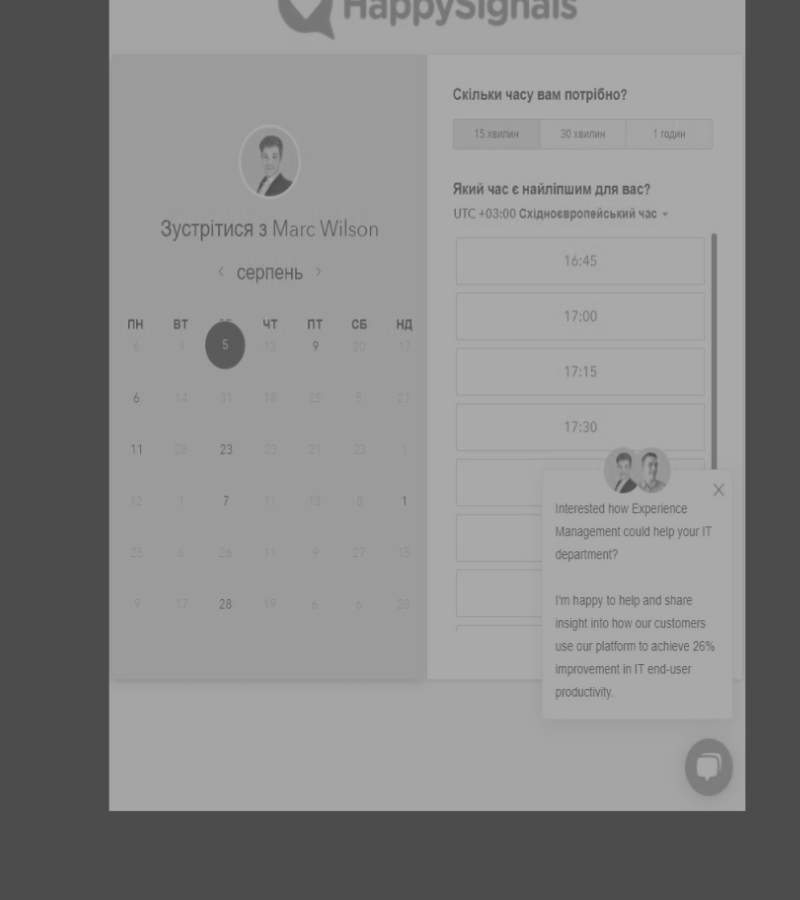 HappySignals
Зустрітися з Marc Wilson
серпень
ПН ВТ ЧТ ПТ СБ НД
6 9 5 13 9 20 17
6 14 31 18 25 5 21
11 28 23 23 21 23 1
12 1 7 11 13 8 1
25 6 26 11 9 27 15
9 17 28 19 6 6 28
Скільки часу вам потрібно?
15 хвилин 30 хвилин 1 годин
Який час є найліпшим для вас?
UTC +03:00 Східноєвропейський час
16:45
17:00
17:15
17:30
Interested how Experience
Management could help your IT
department?
I'm happy to help and share
insight into how our customers
use our platform to achieve 26%
improvement in IT end-user
productivity.